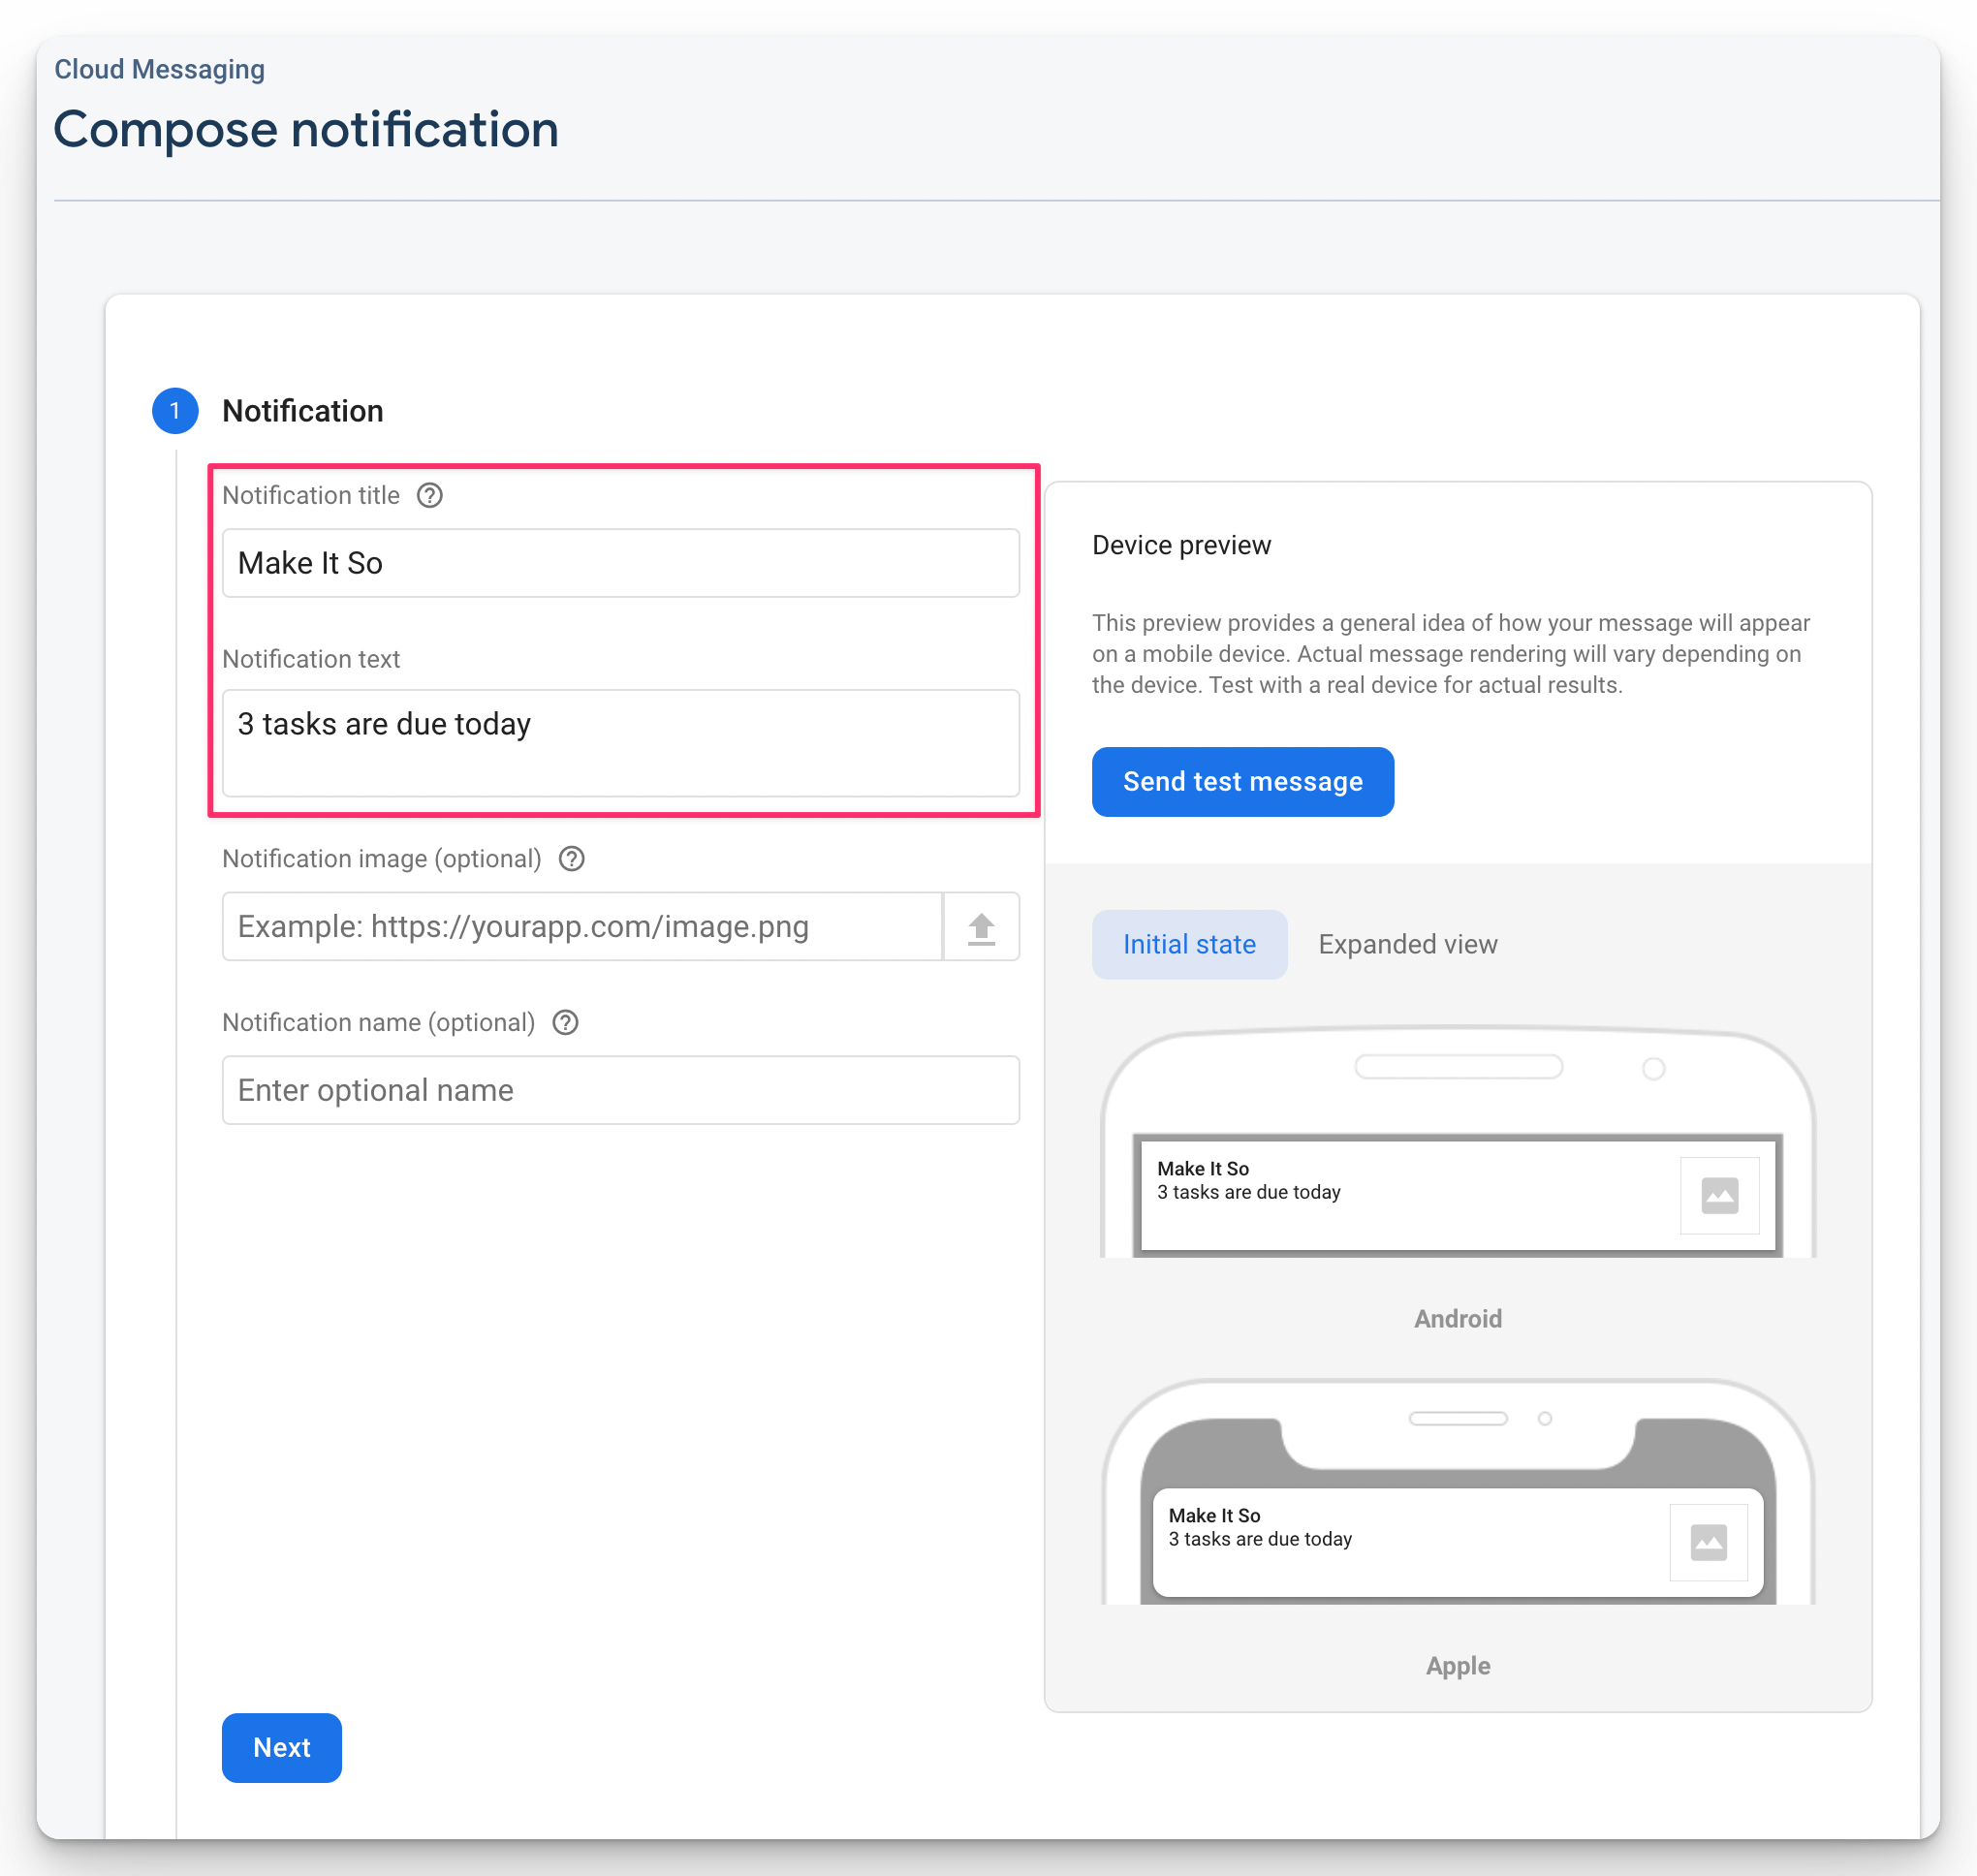 Cloud Messaging
Compose notification
1
Notification
Notification title
Make It So
Notification text
3 tasks are due today
Notification image (optional)
Example: https://yourapp.com/image.png
Notification name (optional)
Enter optional name
Next
Device preview
This preview provides a general idea of how your message will appear
on a mobile device. Actual message rendering will vary depending on
the device. Test with a real device for actual results.
Send test message
Initial state
Expanded view
Make It So
3 tasks are due today
Android
Make It So
3 tasks are due today
Apple